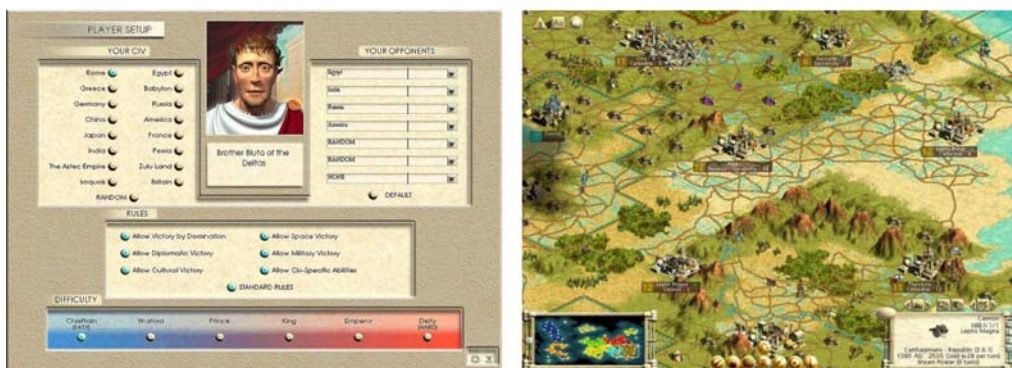 PLAYER SETUP
YOUR CIV
Rome
Egypt
Greece
Babylon
Germany
Russia
China
America
Japan
France
India
Persia
The Aztec Empire
Zulu Land
Iroquois
Britain
RANDOM
Brother Bluto of the
Deltas
YOUR OPPONENTS
Egypt
India
Russia
America
RANDOM
RANDOM
NONE
DEFAULT
RULES
Allow Victory by Domination
Allow Space Victory
Allow Diplomatic Victory
Allow Military Victory
Allow Cultural Victory
Allow Civ-Specific Abilities
STANDARD RULES
DIFFICULTY
Chieftain
(EASY)
Warlord
Prince
King
Emperor
Deity
(HARD)
Leptis Magna
Cannon
Leptis Magna
Carthaginians - Republic
Steam Power